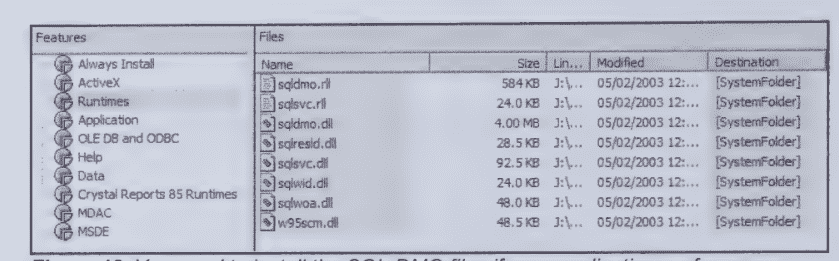 Features
Always Install
ActiveX
Runtimes
Application
OLE DB and ODBC
Help
Data
Crystal Reports 85 Runtimes
MDAC
MSDE
Files
Name Size Lin... Modified Destination
sqldmo.rll 584 KB J:\... 05/02/2003 12:... [SystemFolder]
sqlsvc.rll 24.0 KB J:\... 05/02/2003 12:... [SystemFolder]
sqldmo.dll 4.00 MB J:\... 05/02/2003 12:... [SystemFolder]
sqlresld.dll 28.5 KB J:\... 05/02/2003 12:... [SystemFolder]
sqlsvc.dll 92.5 KB J:\... 05/02/2003 12:... [SystemFolder]
sqlwid.dll 24.0 KB J:\... 05/02/2003 12:... [SystemFolder]
sqlwoa.dll 48.0 KB J:\... 05/02/2003 12:... [SystemFolder]
w95scm.dll 48.5 KB J:\... 05/02/2003 12:... [SystemFolder]